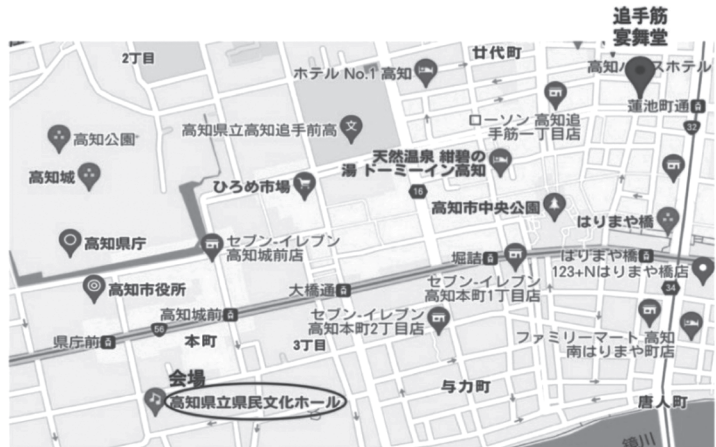 追手筋
宴舞堂
2丁目
廿代町
ホテル No.1 高知
高知パレスホテル
ローソン 高知追
手筋一丁目店
蓮池町通
32
高知公園
高知県立高知追手前高
文
高知城
天然温泉 紺碧の
湯 ドーミーイン高知
ひろめ市場
16
高知市中央公園
はりまや橋
高知県庁
セブン-イレブン
高知城前店
堀詰
はりまや橋
123+Nはりまや橋店
高知市役所
大橋通
セブン-イレブン
高知本町1丁目店
34
高知城前
セブン-イレブン
高知本町2丁目店
56
県庁前
本町
3丁目
ファミリーマート 高知
南はりまや町店
会場
高知県立県民文化ホール
与力町
唐人町
鏡川